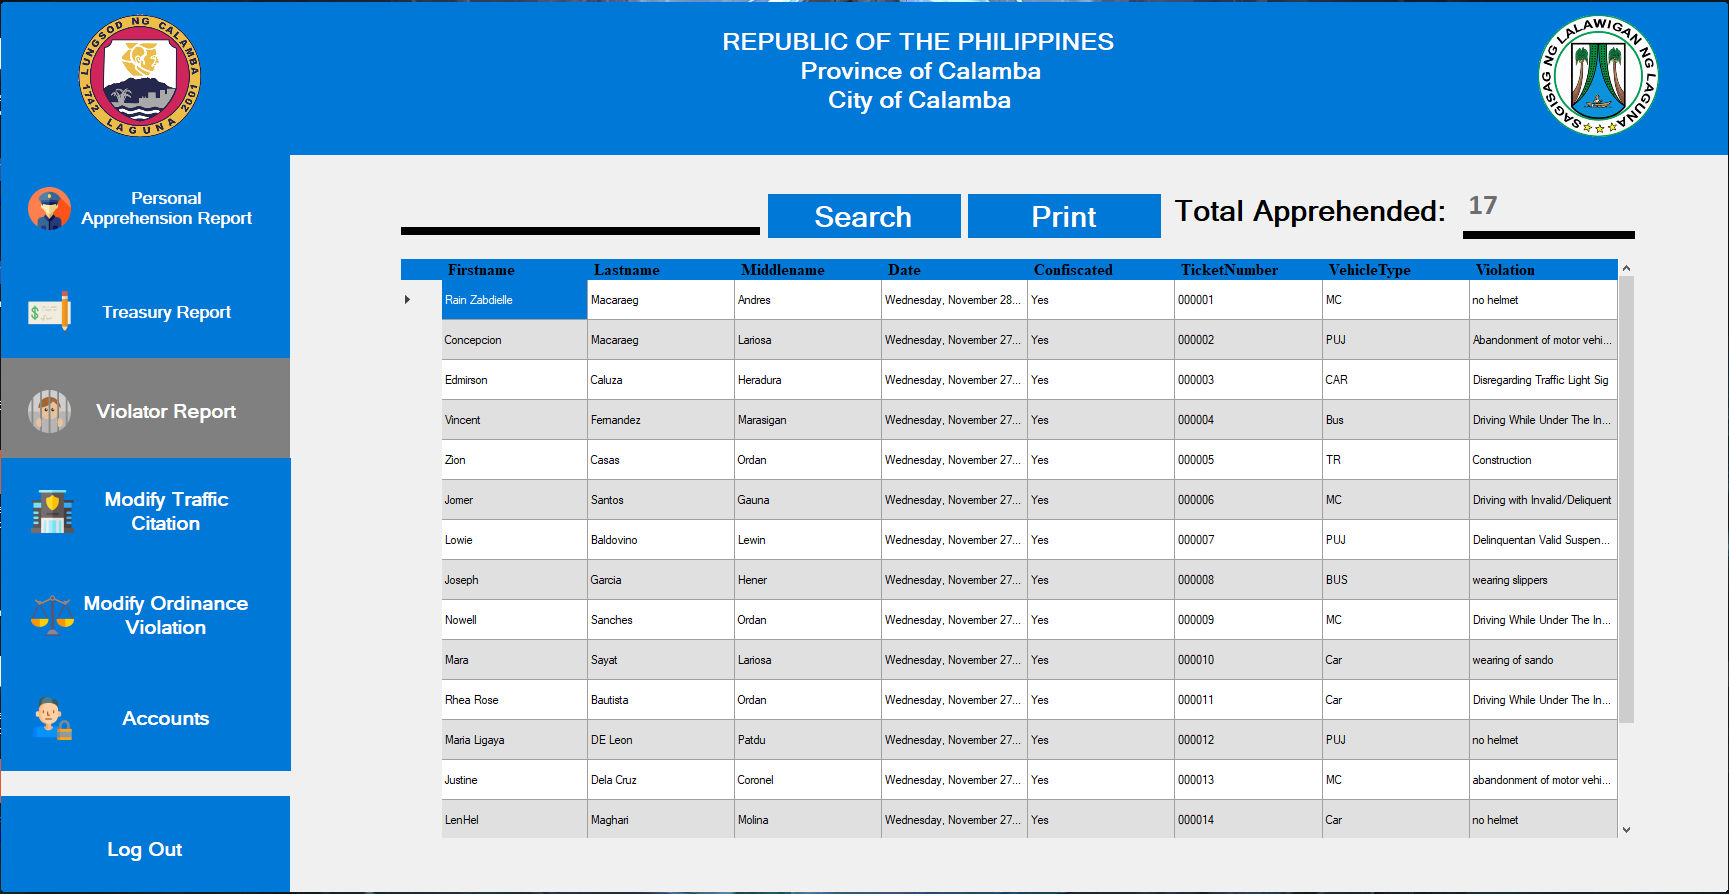 LUNGSOD NG CALAMBA
1742 LAGUNA 2001
REPUBLIC OF THE PHILIPPINES
Province of Calamba
City of Calamba
SAGISAG NG LALAWIGAN NG LAGUNA
Personal
Apprehension Report
Treasury Report
Violator Report
Modify Traffic
Citation
Modify Ordinance
Violation
Accounts
Log Out
Search Print Total Apprehended: 17
Firstname Lastname Middlename Date Confiscated TicketNumber VehicleType Violation
Rain Zabdielle Macaraeg Andres Wednesday, November 28... Yes 000001 MC no helmet
Concepcion Macaraeg Lariosa Wednesday, November 27... Yes 000002 PUJ Abandonment of motor vehi...
Edmirson Caluza Heradura Wednesday, November 27... Yes 000003 CAR Disregarding Traffic Light Sig
Vincent Fernandez Marasigan Wednesday, November 27... Yes 000004 Bus Driving While Under The In...
Zion Casas Ordan Wednesday, November 27... Yes 000005 TR Construction
Jomer Santos Gauna Wednesday, November 27... Yes 000006 MC Driving with Invalid/Deliquent
Lowie Baldovino Lewin Wednesday, November 27... Yes 000007 PUJ Delinquentan Valid Suspen...
Joseph Garcia Hener Wednesday, November 27... Yes 000008 BUS wearing slippers
Nowell Sanches Ordan Wednesday, November 27... Yes 000009 MC Driving While Under The In...
Mara Sayat Lariosa Wednesday, November 27... Yes 000010 Car wearing of sando
Rhea Rose Bautista Ordan Wednesday, November 27... Yes 000011 Car Driving While Under The In...
Maria Ligaya DE Leon Patdu Wednesday, November 27... Yes 000012 PUJ no helmet
Justine Dela Cruz Coronel Wednesday, November 27... Yes 000013 MC abandonment of motor vehi...
LenHel Maghari Molina Wednesday, November 27... Yes 000014 Car no helmet